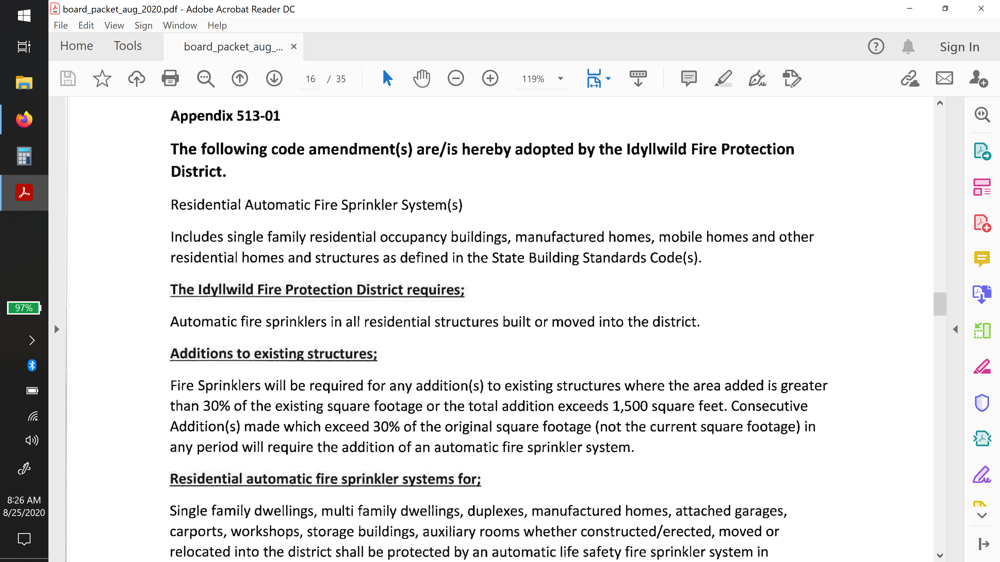 board_packet_aug_2020.pdf - Adobe Acrobat Reader DC
File Edit View Sign Window Help
Home Tools board_packet_aug_... Sign In
16 / 35 119%
Appendix 513-01
The following code amendment(s) are/is hereby adopted by the Idyllwild Fire Protection
District.
Residential Automatic Fire Sprinkler System(s)
Includes single family residential occupancy buildings, manufactured homes, mobile homes and other
residential homes and structures as defined in the State Building Standards Code(s).
The Idyllwild Fire Protection District requires;
Automatic fire sprinklers in all residential structures built or moved into the district.
Additions to existing structures;
Fire Sprinklers will be required for any addition(s) to existing structures where the area added is greater
than 30% of the existing square footage or the total addition exceeds 1,500 square feet. Consecutive
Addition(s) made which exceed 30% of the original square footage (not the current square footage) in
any period will require the addition of an automatic fire sprinkler system.
Residential automatic fire sprinkler systems for;
Single family dwellings, multi family dwellings, duplexes, manufactured homes, attached garages,
carports, workshops, storage buildings, auxiliary rooms whether constructed/erected, moved or
relocated into the district shall be protected by an automatic life safety fire sprinkler system in
97%
8:26 AM
8/25/2020